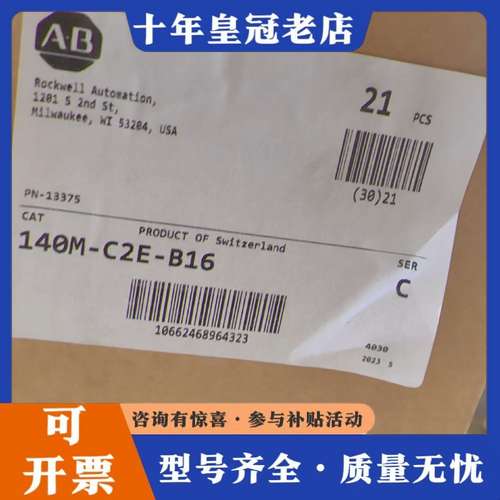 十年皇冠老店
A-B
Rockwell Automation,
1201 S 2nd St,
Milwaukee, WI 53204, USA
21 PCS
(30)21
PN-13375
PRODUCT OF Switzerland
CAT
140M-C2E-B16
SER
C
10662468964323
4030
2023 5
可开票
咨询有惊喜·参与补贴活动
型号齐全·质量无忧